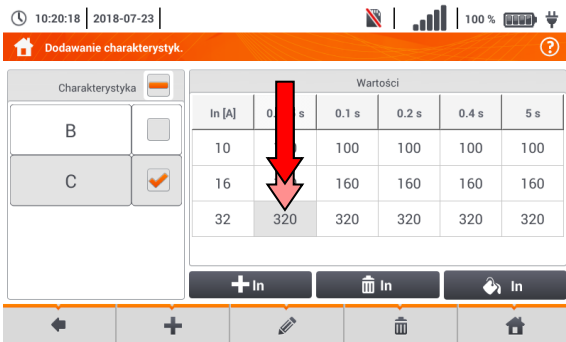 10:20:18 2018-07-23 100 %
Dodawanie charakterystyk.
Charakterystyka
Wartości
In [A] 0.1 s 0.2 s 0.4 s 5 s
B
10 100 100 100 100
C
16 160 160 160 160
32 320 320 320 320 320
In In In